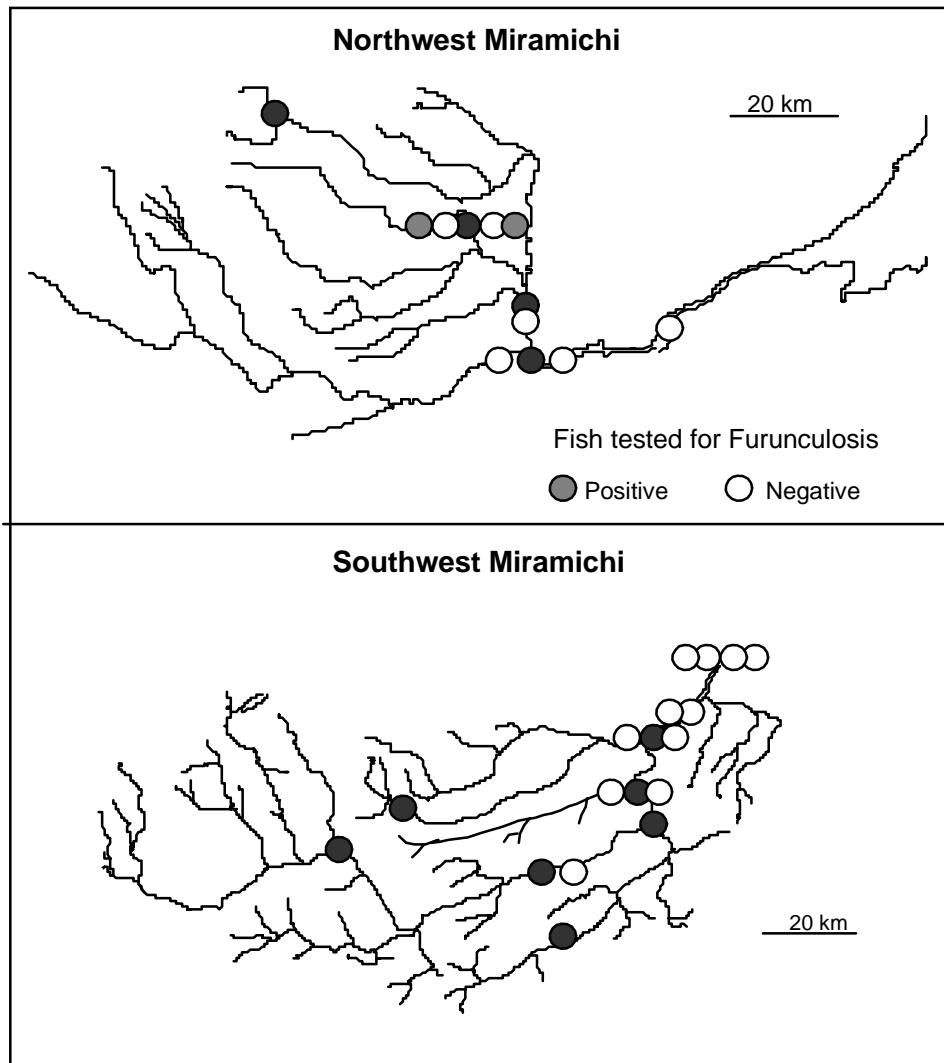 Northwest Miramichi
20 km
Fish tested for Furunculosis
Positive Negative
Southwest Miramichi
20 km